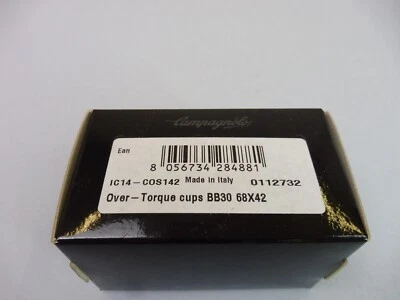 Campagnolo
Ean
8 056734 284881
IC14-COS142 Made in Italy 0112732
Over-Torque cups BB30 68X42